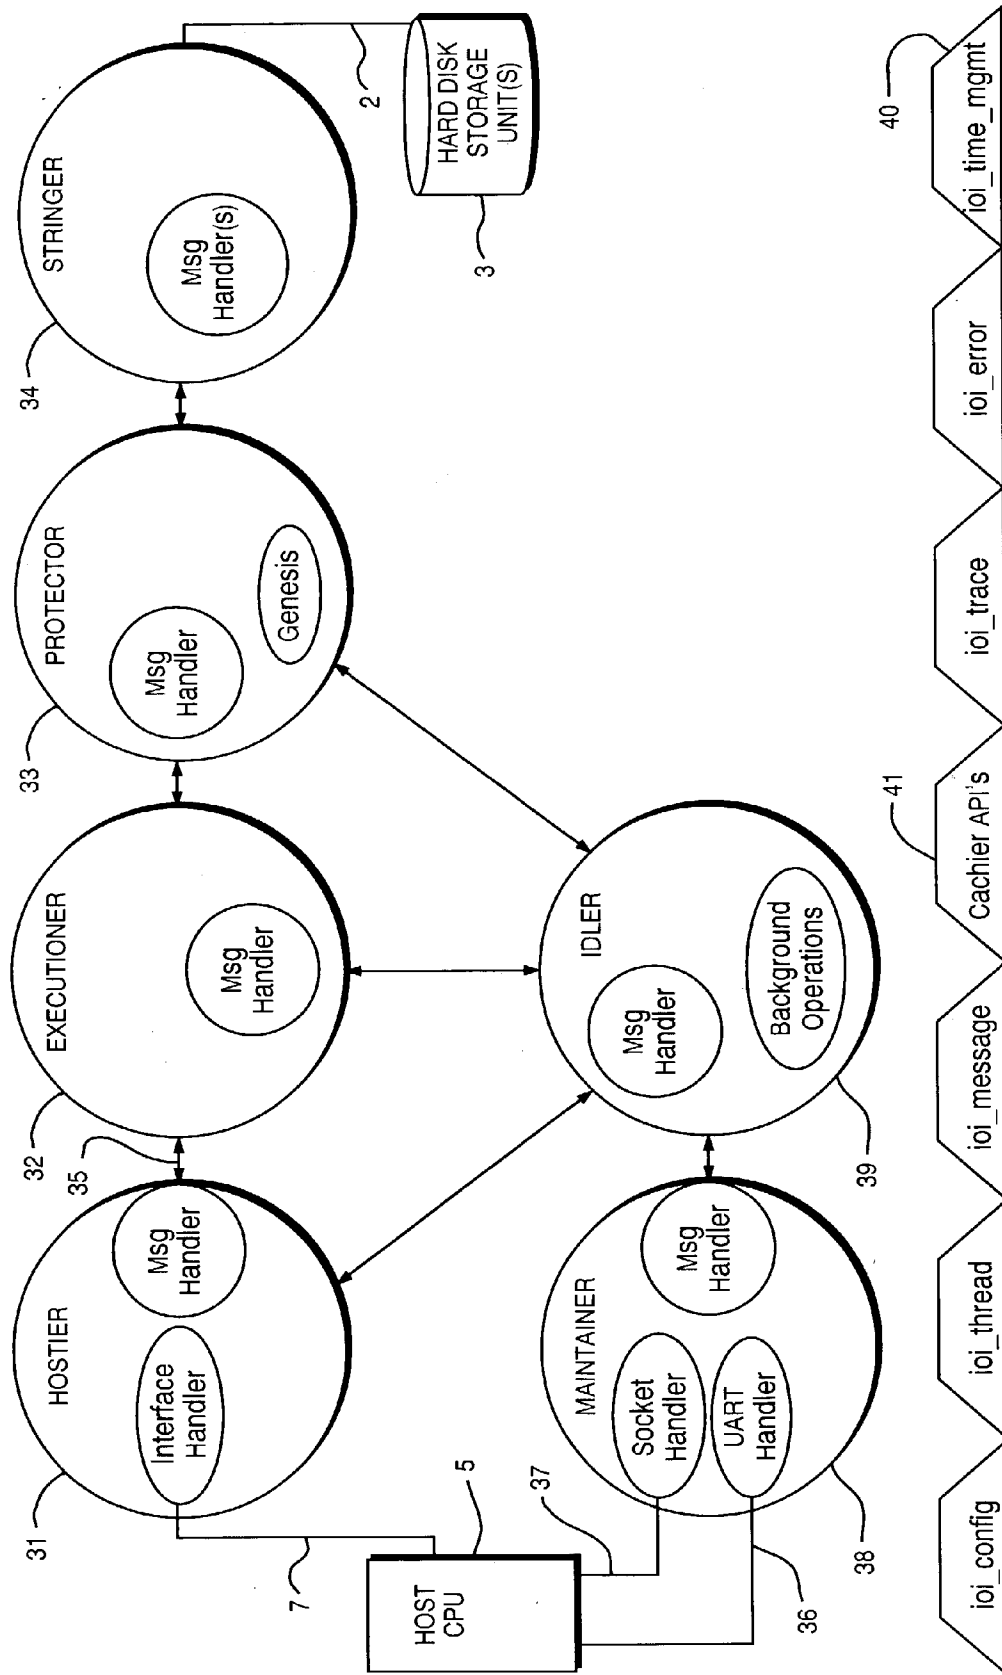 31
HOSTIER
Interface
Handler
Msg
Handler
35
32
EXECUTIONER
Msg
Handler
33
PROTECTOR
Msg
Handler
Genesis
34
STRINGER
Msg
Handler(s)
2
HARD DISK
STORAGE
UNIT(S)
3
7
5
HOST
CPU
37
36
MAINTAINER
Socket
Handler
UART
Handler
Msg
Handler
38
IDLER
Msg
Handler
Background
Operations
39
40
41
ioi_config
ioi_thread
ioi_message
Cachier API's
ioi_trace
ioi_error
ioi_time_mgmt